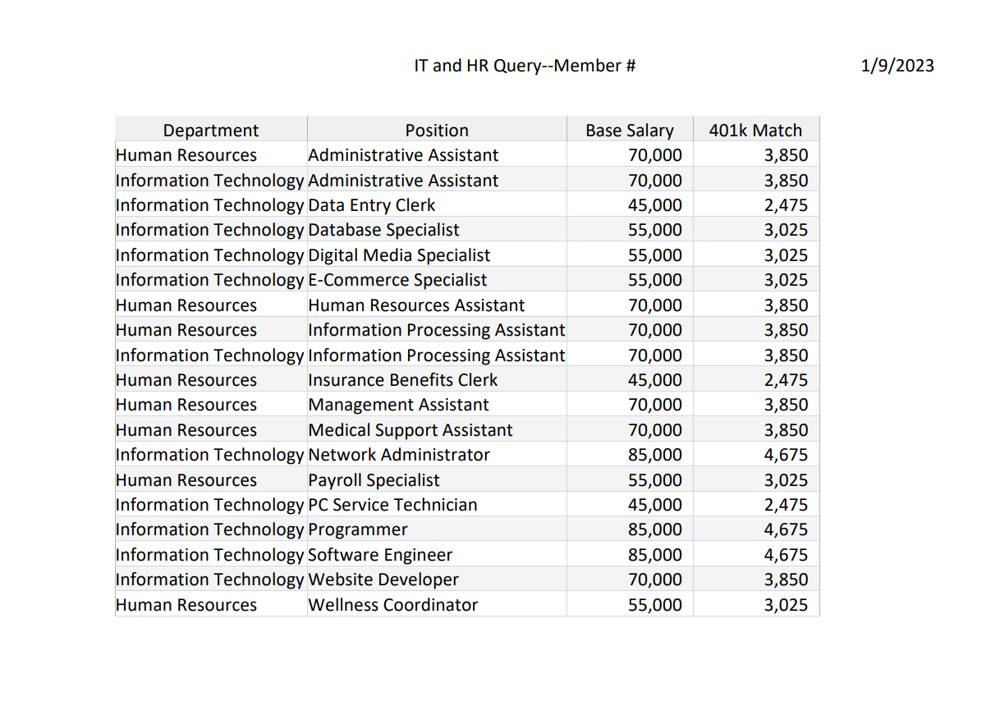 IT and HR Query--Member # 1/9/2023
Department Position Base Salary 401k Match
Human Resources Administrative Assistant 70,000 3,850
Information Technology Administrative Assistant 70,000 3,850
Information Technology Data Entry Clerk 45,000 2,475
Information Technology Database Specialist 55,000 3,025
Information Technology Digital Media Specialist 55,000 3,025
Information Technology E-Commerce Specialist 55,000 3,025
Human Resources Human Resources Assistant 70,000 3,850
Human Resources Information Processing Assistant 70,000 3,850
Information Technology Information Processing Assistant 70,000 3,850
Human Resources Insurance Benefits Clerk 45,000 2,475
Human Resources Management Assistant 70,000 3,850
Human Resources Medical Support Assistant 70,000 3,850
Information Technology Network Administrator 85,000 4,675
Human Resources Payroll Specialist 55,000 3,025
Information Technology PC Service Technician 45,000 2,475
Information Technology Programmer 85,000 4,675
Information Technology Software Engineer 85,000 4,675
Information Technology Website Developer 70,000 3,850
Human Resources Wellness Coordinator 55,000 3,025